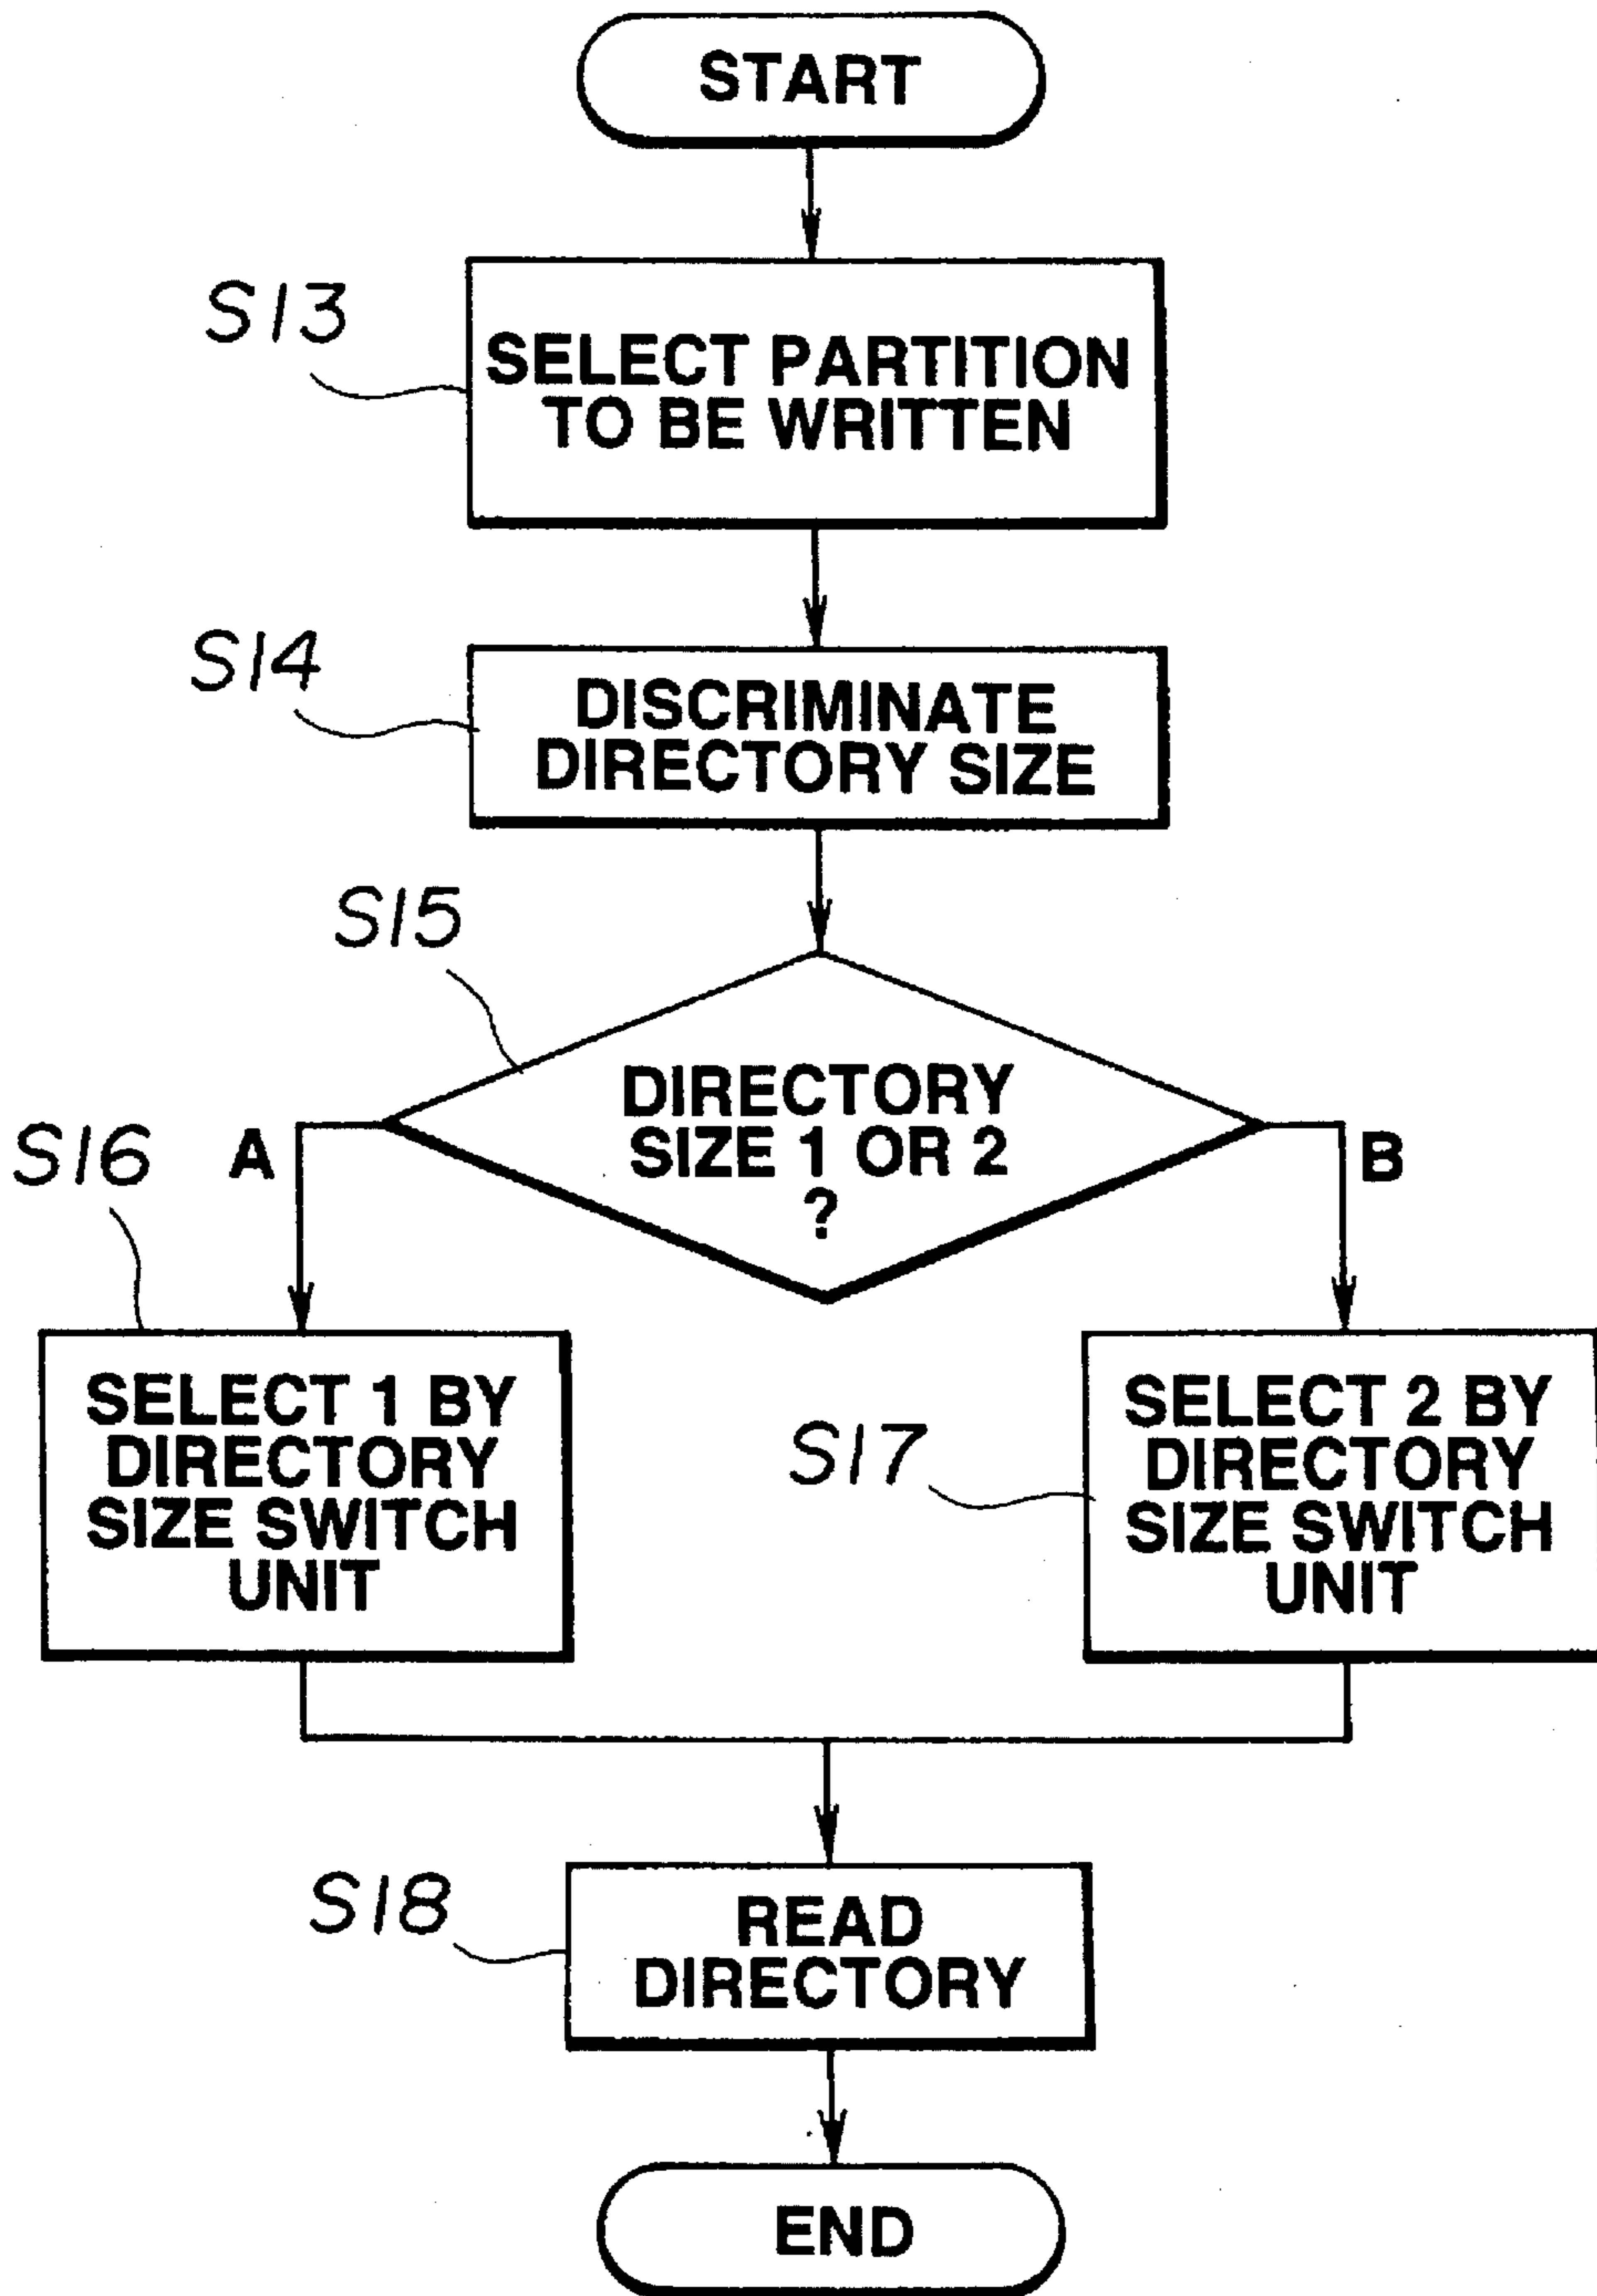 START
S13
SELECT PARTITION
TO BE WRITTEN
S14
DISCRIMINATE
DIRECTORY SIZE
S15
DIRECTORY
SIZE 1 OR 2
?
A
B
S16
SELECT 1 BY
DIRECTORY
SIZE SWITCH
UNIT
S17
SELECT 2 BY
DIRECTORY
SIZE SWITCH
UNIT
S18
READ
DIRECTORY
END